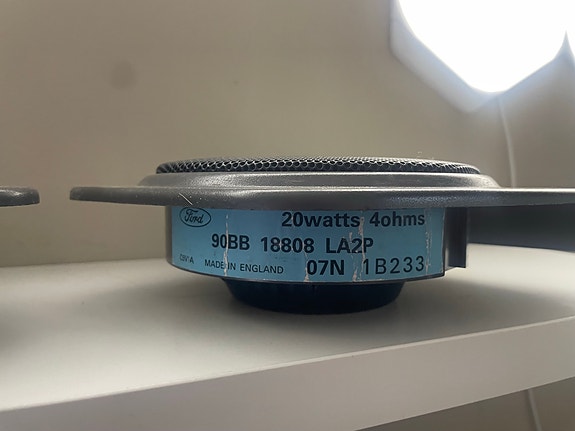 Ford
20watts 4ohms
90BB 18808 LA2P
MADE IN ENGLAND 07N 1B233